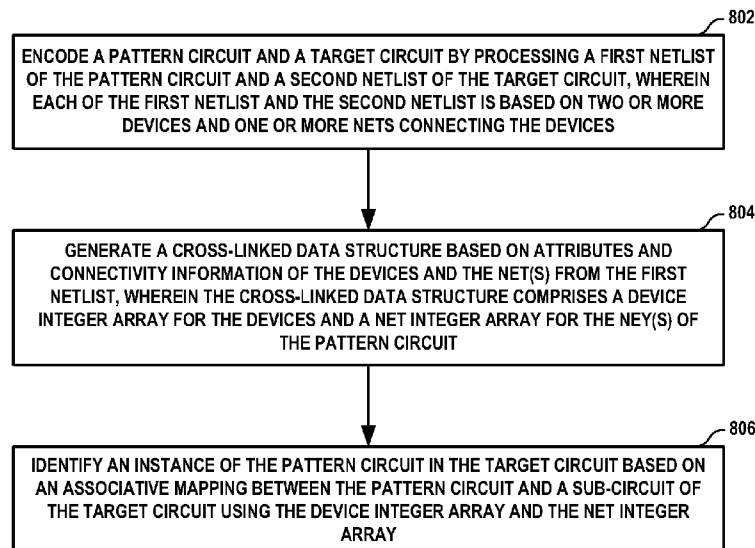 802
ENCODE A PATTERN CIRCUIT AND A TARGET CIRCUIT BY PROCESSING A FIRST NETLIST
OF THE PATTERN CIRCUIT AND A SECOND NETLIST OF THE TARGET CIRCUIT, WHEREIN
EACH OF THE FIRST NETLIST AND THE SECOND NETLIST IS BASED ON TWO OR MORE
DEVICES AND ONE OR MORE NETS CONNECTING THE DEVICES
804
GENERATE A CROSS-LINKED DATA STRUCTURE BASED ON ATTRIBUTES AND
CONNECTIVITY INFORMATION OF THE DEVICES AND THE NET(S) FROM THE FIRST
NETLIST, WHEREIN THE CROSS-LINKED DATA STRUCTURE COMPRISES A DEVICE
INTEGER ARRAY FOR THE DEVICES AND A NET INTEGER ARRAY FOR THE NEY(S) OF
THE PATTERN CIRCUIT
806
IDENTIFY AN INSTANCE OF THE PATTERN CIRCUIT IN THE TARGET CIRCUIT BASED ON
AN ASSOCIATIVE MAPPING BETWEEN THE PATTERN CIRCUIT AND A SUB-CIRCUIT OF
THE TARGET CIRCUIT USING THE DEVICE INTEGER ARRAY AND THE NET INTEGER
ARRAY